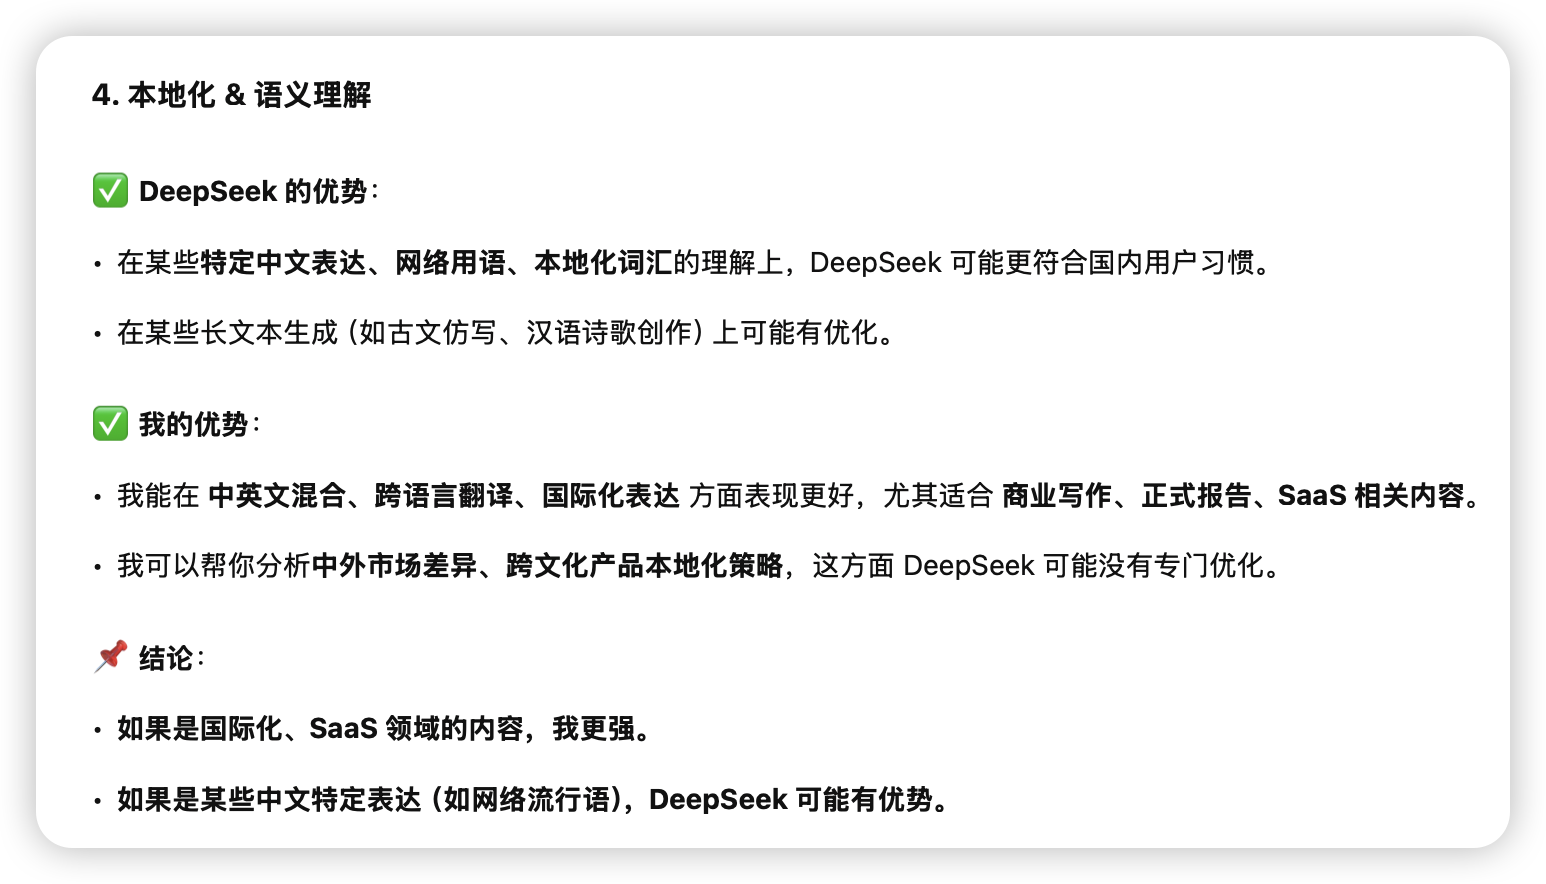 4. 本地化 & 语义理解
✅ DeepSeek 的优势：
• 在某些特定中文表达、网络用语、本地化词汇的理解上，DeepSeek 可能更符合国内用户习惯。
• 在某些长文本生成（如古文仿写、汉语诗歌创作）上可能有优化。
✅ 我的优势：
• 我能在 中英文混合、跨语言翻译、国际化表达 方面表现更好，尤其适合 商业写作、正式报告、SaaS 相关内容。
• 我可以帮你分析中外市场差异、跨文化产品本地化策略，这方面 DeepSeek 可能没有专门优化。
📌 结论：
• 如果是国际化、SaaS 领域的内容，我更强。
• 如果是某些中文特定表达（如网络流行语），DeepSeek 可能有优势。